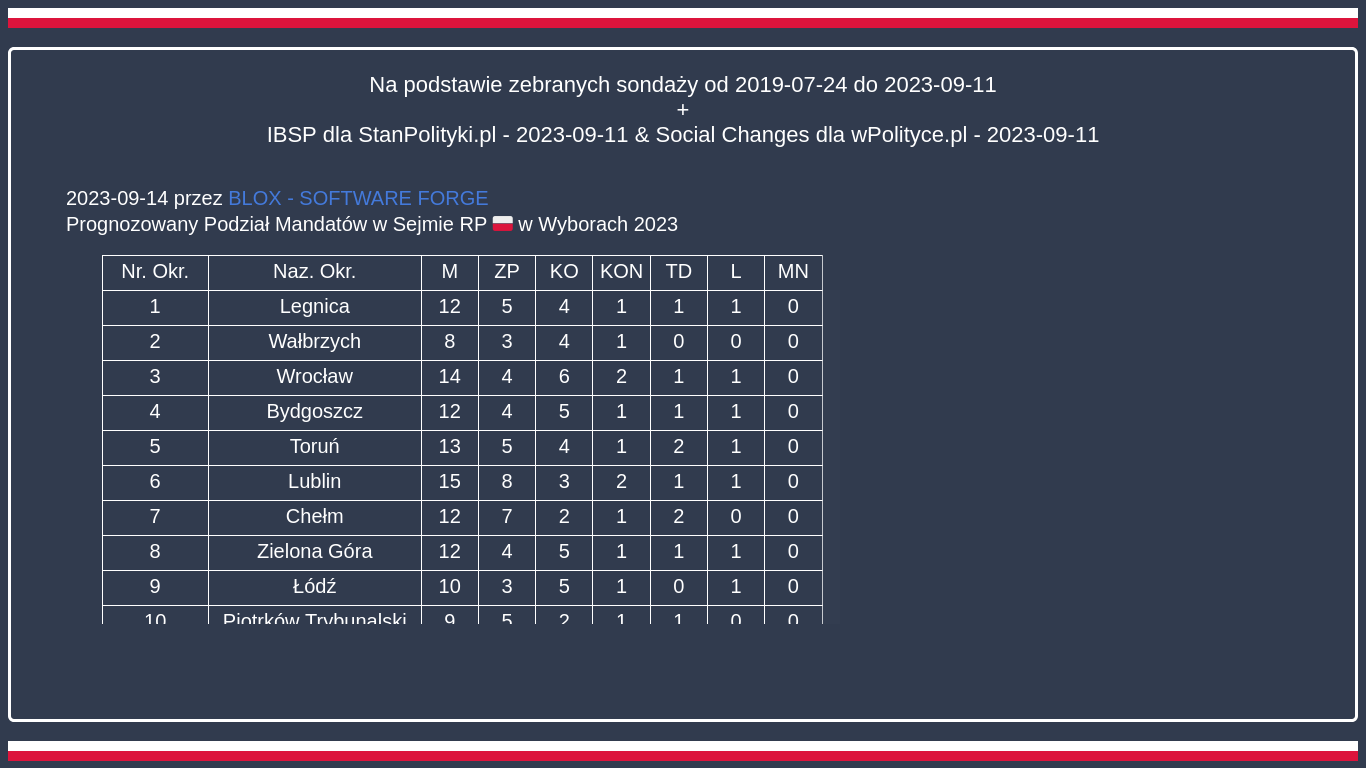 Na podstawie zebranych sondaży od 2019-07-24 do 2023-09-11
+
IBSP dla StanPolityki.pl - 2023-09-11 & Social Changes dla wPolityce.pl - 2023-09-11
2023-09-14 przez BLOX - SOFTWARE FORGE
Prognozowany Podział Mandatów w Sejmie RP 🇵🇱 w Wyborach 2023
Nr. Okr. Naz. Okr. M ZP KO KON TD L MN
1 Legnica 12 5 4 1 1 1 0
2 Wałbrzych 8 3 4 1 0 0 0
3 Wrocław 14 4 6 2 1 1 0
4 Bydgoszcz 12 4 5 1 1 1 0
5 Toruń 13 5 4 1 2 1 0
6 Lublin 15 8 3 2 1 1 0
7 Chełm 12 7 2 1 2 0 0
8 Zielona Góra 12 4 5 1 1 1 0
9 Łódź 10 3 5 1 0 1 0
10 Piotrków Trybunalski 9 5 2 1 1 0 0